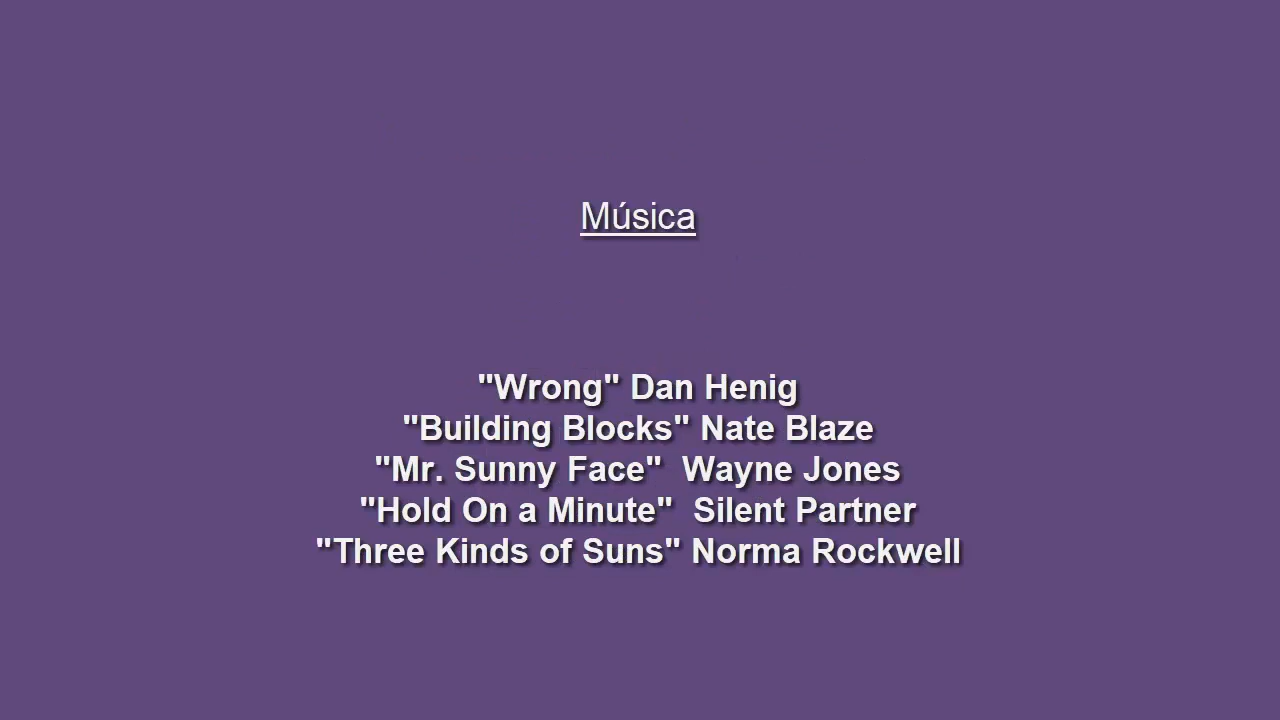 Música
"Wrong" Dan Henig
"Building Blocks" Nate Blaze
"Mr. Sunny Face"  Wayne Jones
"Hold On a Minute"  Silent Partner
"Three Kinds of Suns" Norma Rockwell